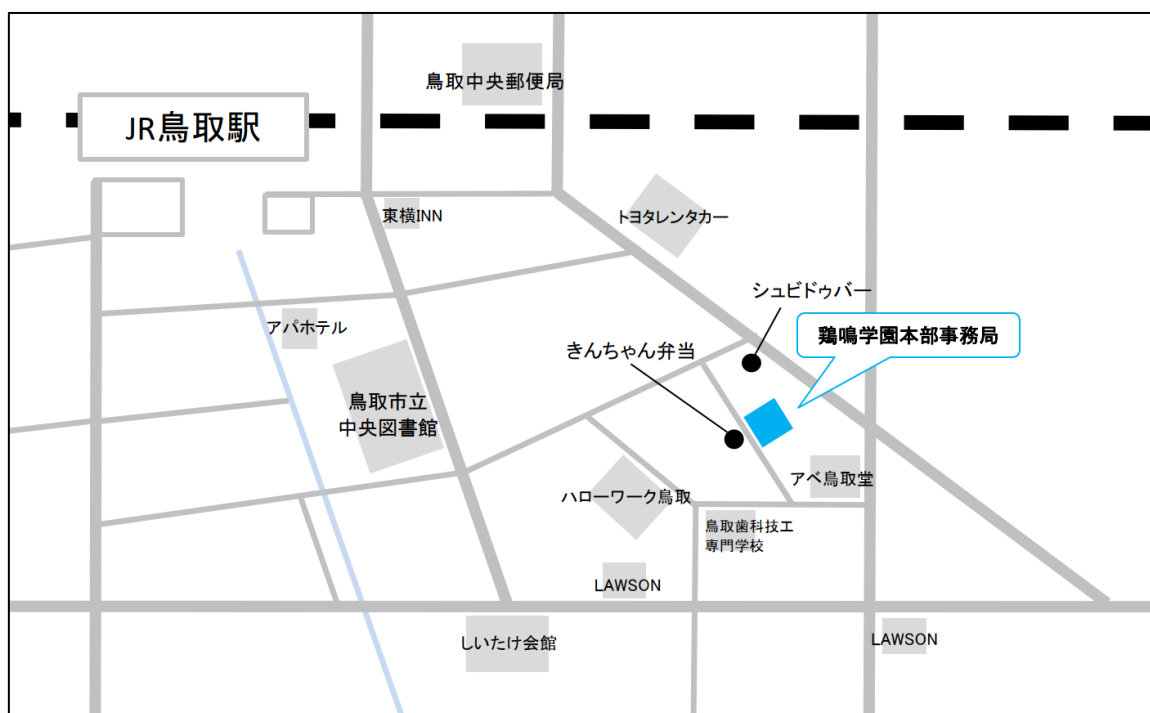 鳥取中央郵便局
JR鳥取駅
東横INN
トヨタレンタカー
シュビドゥバー
アパホテル
鶏鳴学園本部事務局
きんちゃん弁当
鳥取市立
中央図書館
アベ鳥取堂
ハローワーク鳥取
鳥取歯科技工
専門学校
LAWSON
しいたけ会館
LAWSON